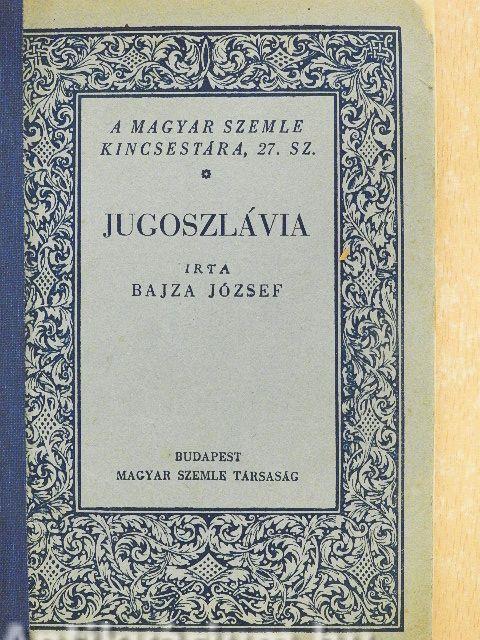 A MAGYAR SZEMLE
KINCSESTÁRA, 27. SZ.
JUGOSZLÁVIA
IRTA
BAJZA JÓZSEF
BUDAPEST
MAGYAR SZEMLE TÁRSASÁG